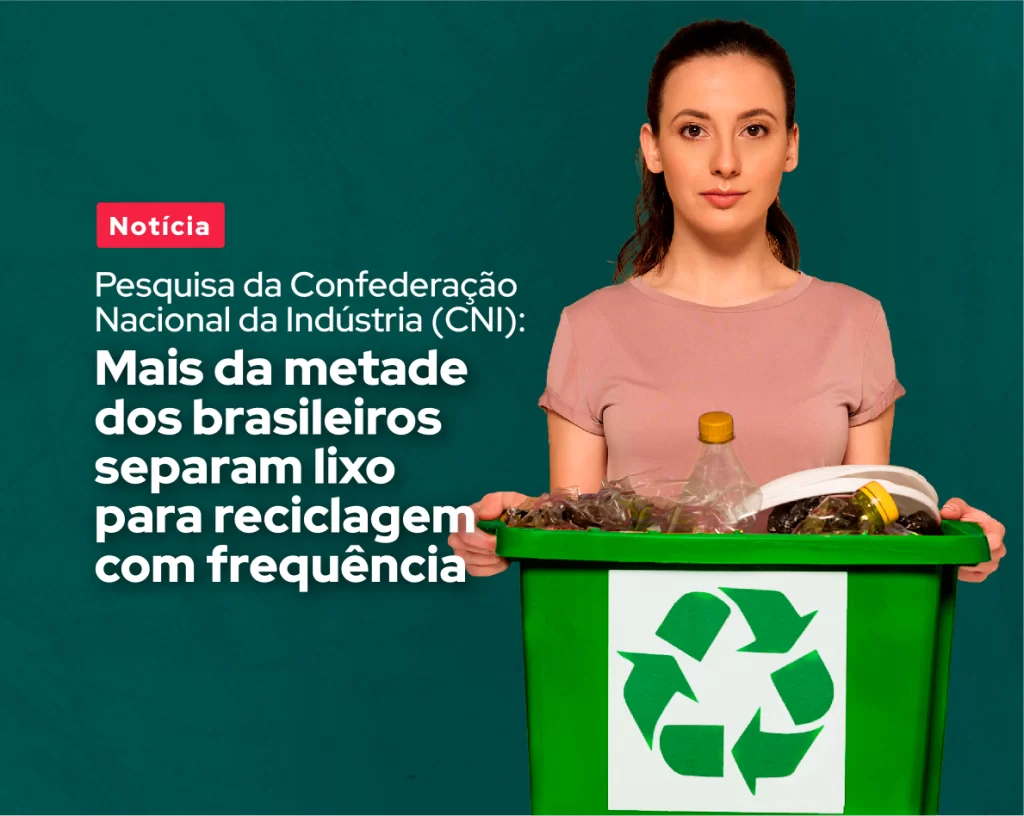 Notícia
Pesquisa da Confederação
Nacional da Indústria (CNI):
Mais da metade
dos brasileiros
separam lixo
para reciclagem
com frequência